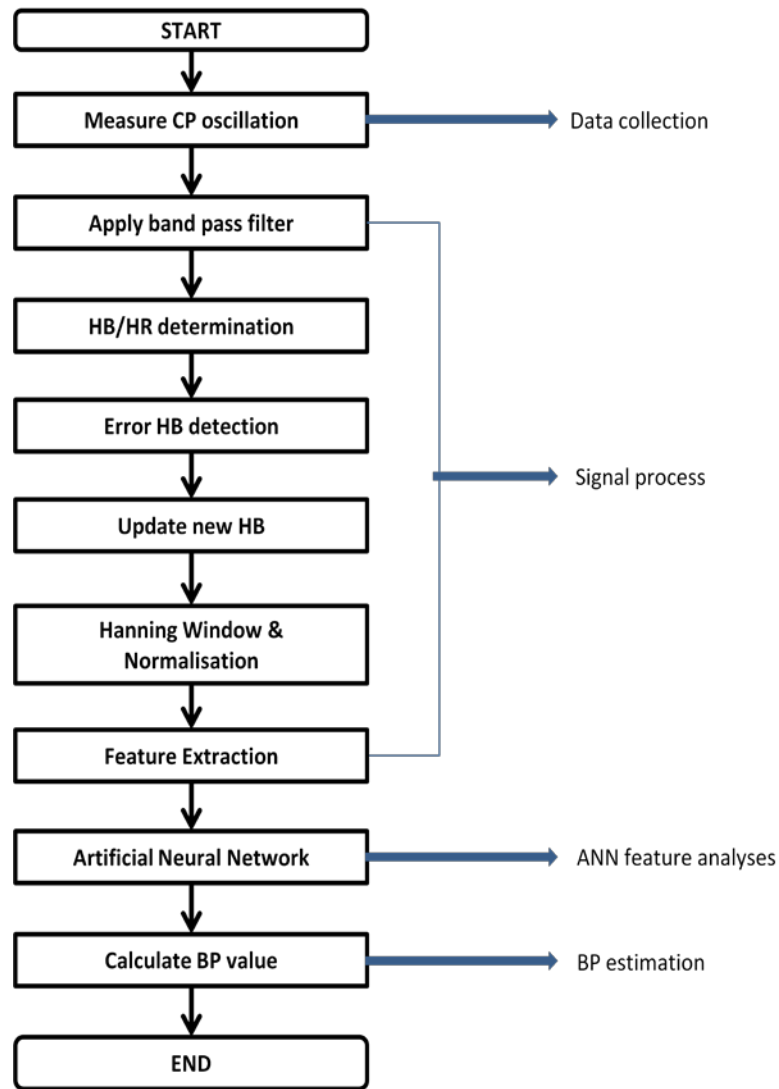 START
Measure CP oscillation
Data collection
Apply band pass filter
HB/HR determination
Error HB detection
Signal process
Update new HB
Hanning Window &
Normalisation
Feature Extraction
Artificial Neural Network
ANN feature analyses
Calculate BP value
BP estimation
END